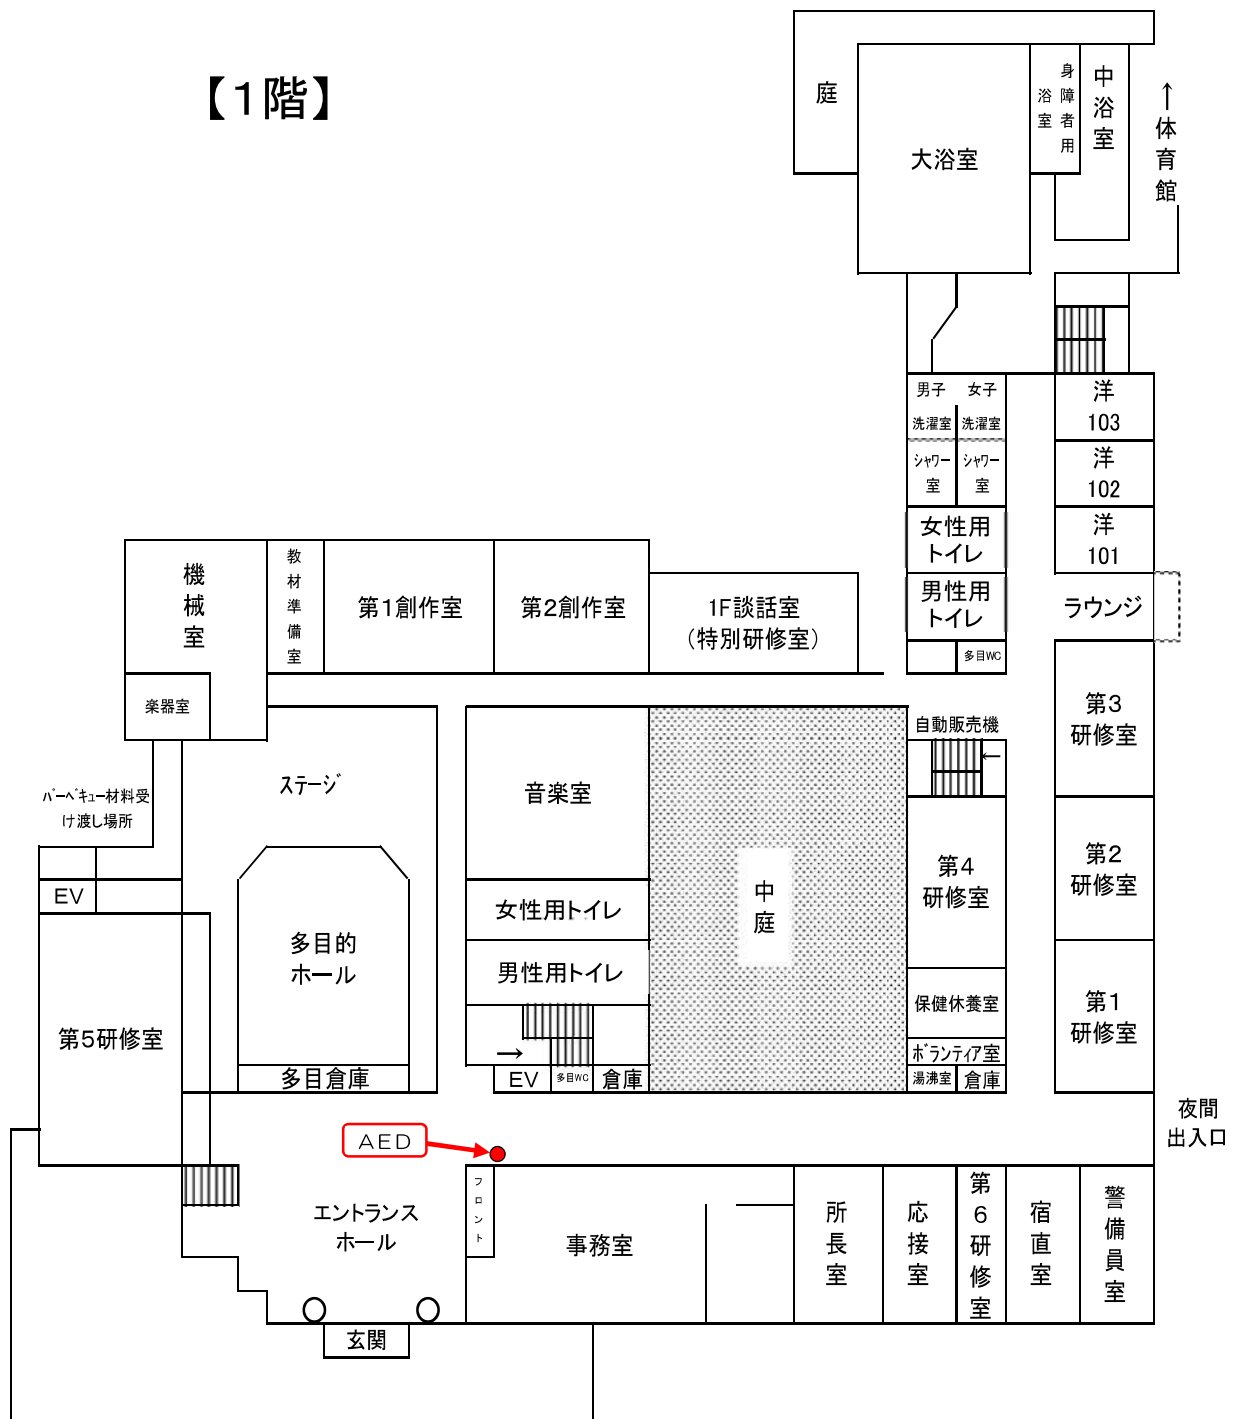 【1階】
庭
大浴室
身障者用
浴室
中浴室
↑体育館
男子
女子
洗濯室
洗濯室
シャワー
室
シャワー
室
洋
103
洋
102
洋
101
女性用
トイレ
男性用
トイレ
多目WC
ラウンジ
機械室
教材準備室
第1創作室
第2創作室
1F談話室
(特別研修室)
楽器室
バーベキュー材料受
け渡し場所
EV
ステージ
音楽室
自動販売機
←
第3
研修室
第2
研修室
第4
研修室
中庭
女性用トイレ
男性用トイレ
多目的
ホール
第5研修室
保健休養室
第1
研修室
→
ボランティア室
多目倉庫
EV
多目WC
倉庫
湯沸室
倉庫
夜間
出入口
AED
フロント
エントランス
ホール
事務室
所長室
応接室
第6研修室
宿直室
警備員室
玄関